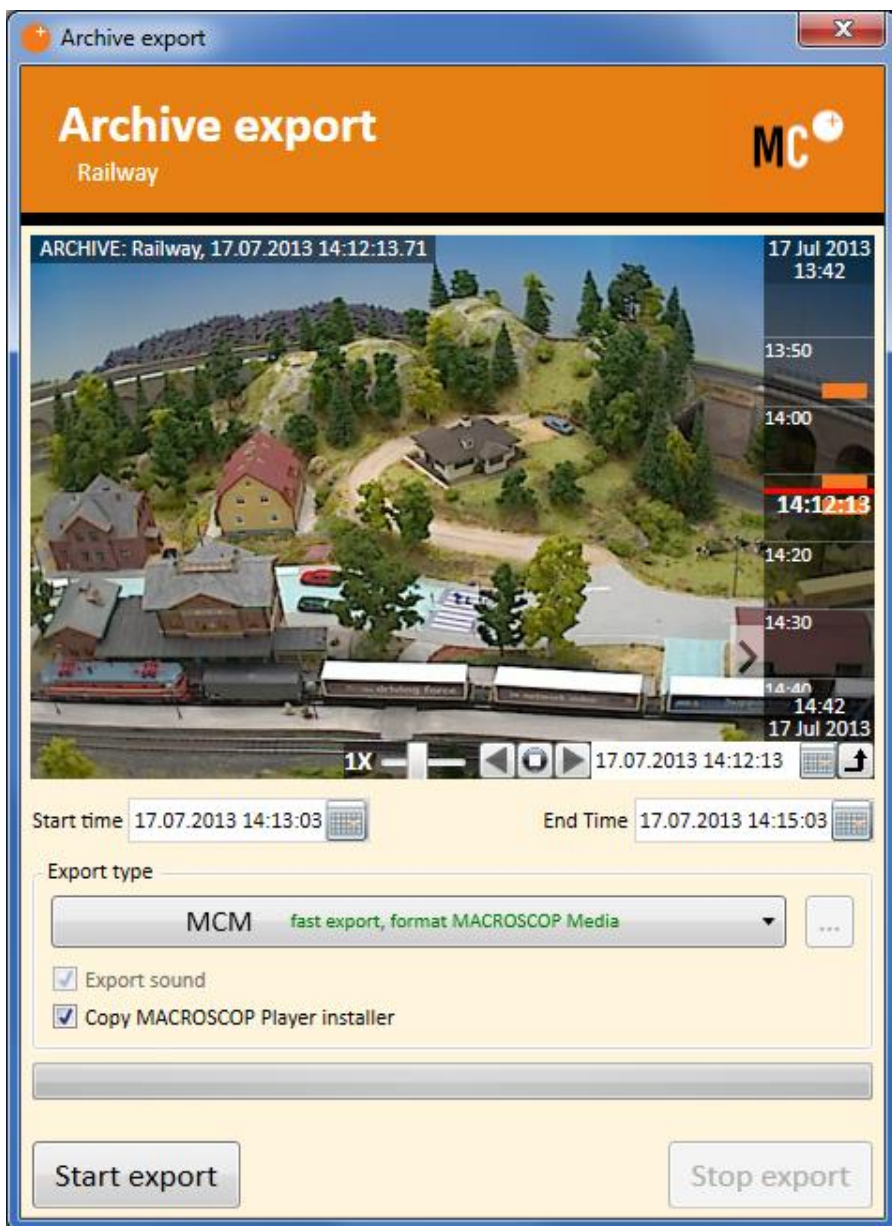 Archive export
Archive export
Railway
MC
ARCHIVE: Railway, 17.07.2013 14:12:13.71
17 Jul 2013
13:42
13:50
14:00
14:12:13
14:20
14:30
14:40
14:42
17 Jul 2013
driving force
1X
17.07.2013 14:12:13
Start time 17.07.2013 14:13:03
End Time 17.07.2013 14:15:03
Export type
MCM fast export, format MACROSCOP Media
...
Export sound
Copy MACROSCOP Player installer
Start export
Stop export